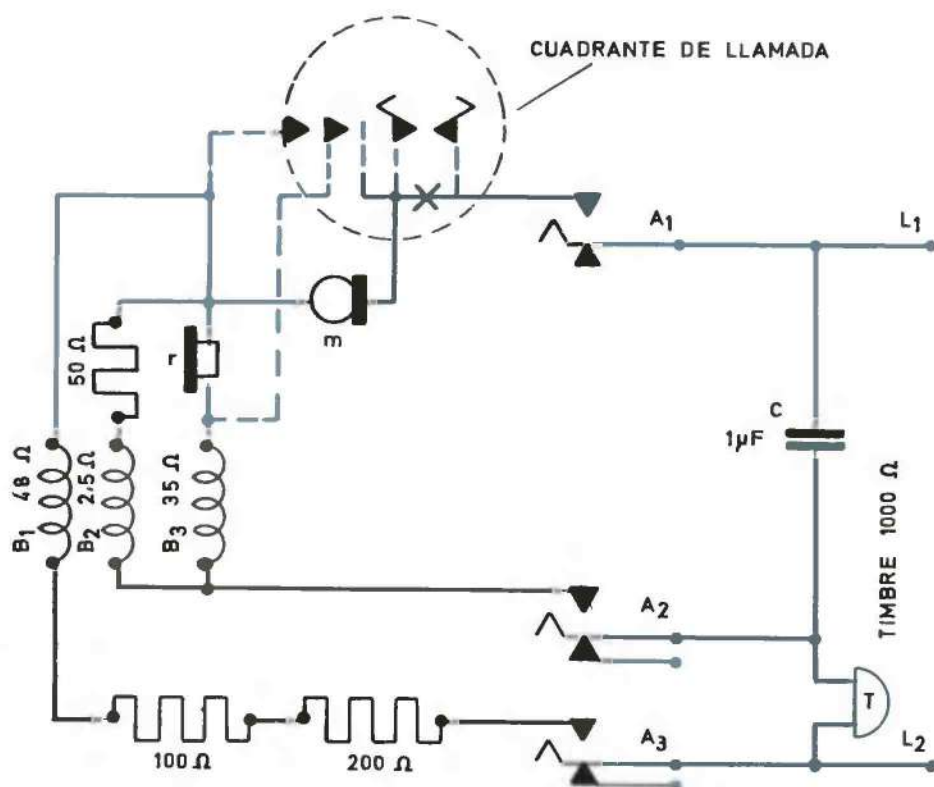 CUADRANTE DE LLAMADA
A1
L1
m
r
50 Ω
C
1µF
B1 48 Ω
B2 2,5 Ω
B3 35 Ω
TIMBRE 1000 Ω
A2
T
A3
L2
100 Ω
200 Ω